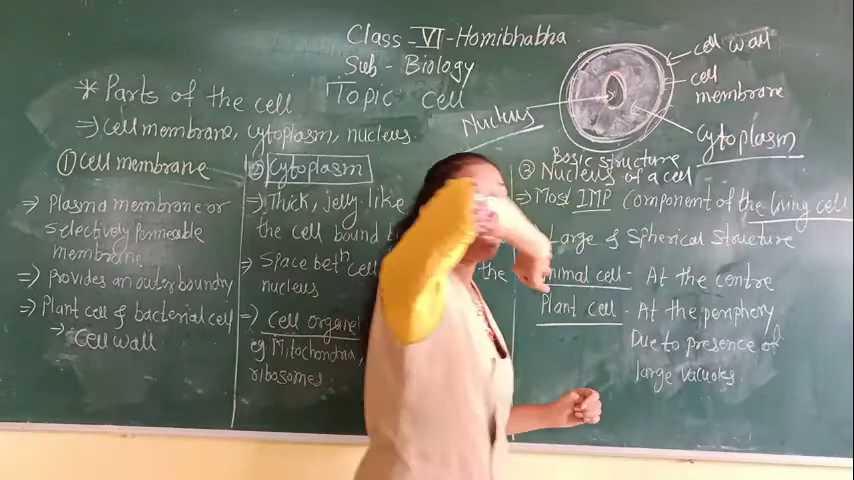 Class - VI - Homibhabha
Sub - Biology
Topic Cell
* Parts of the cell
⇒ Cell membrane, cytoplasm, nucleus.
① Cell membrane
⇒ Plasma membrane or
selectively permeable
membrane
⇒ Provides an outer boundry
⇒ Plant cell & bacterial cell
→ Cell wall
② Cytoplasm
⇒ Thick, jelly-like
the cell bound
⇒ Space betn cell
nucleus
the
⇒ Cell organe
eg Mitochondria,
ribosomes
cell wall
cell
membrane
Nucleus
Cytoplasm
Basic structure
of a cell
③ Nucleus
⇒ Most IMP component of the living cell
Large & Spherical Structure
Animal cell - At the centre
Plant cell - At the periphery
Due to presence of
large vacuoles.